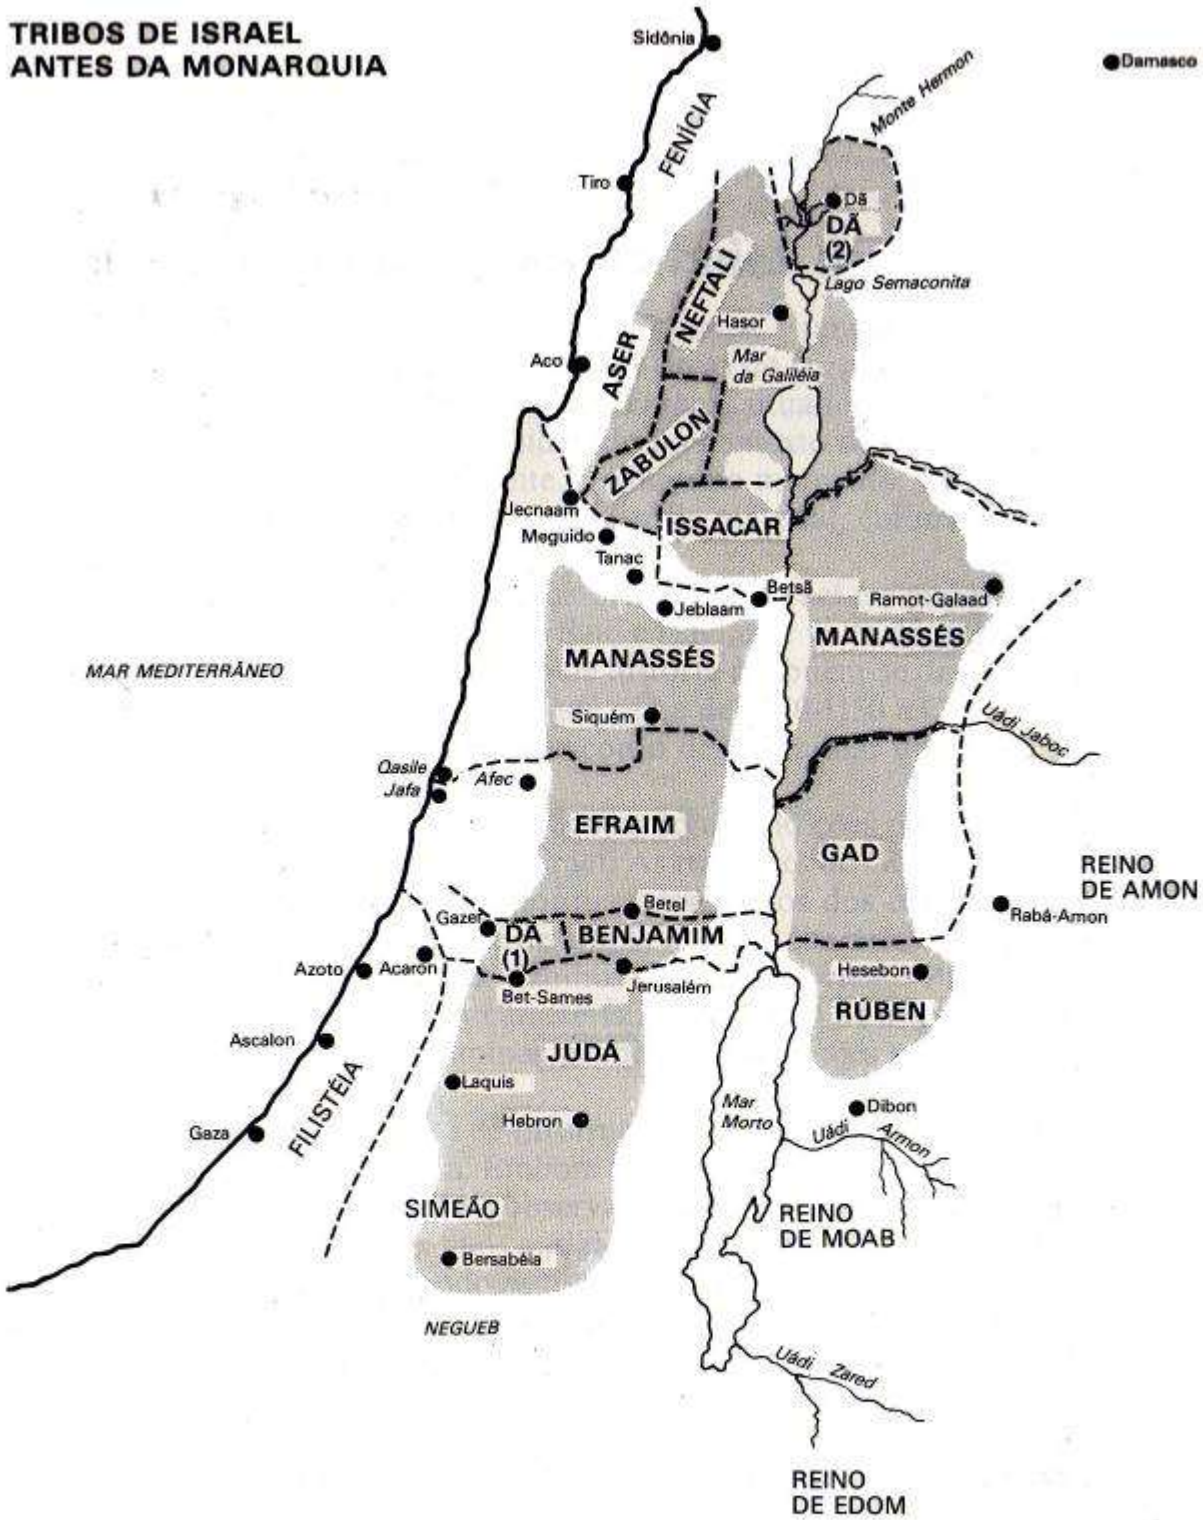 TRIBOS DE ISRAEL
ANTES DA MONARQUIA
Sidônia
Damasco
Monte Hermon
FENÍCIA
Tiro
Dã
DÃ
(2)
Lago Semaconita
NEFTALI
Hasor
ASER
Aco
Mar
da Galiléia
ZABULON
Jecnaam
ISSACAR
Meguido
Tanac
Betsã
Ramot-Galaad
Jeblaam
MANASSÉS
MANASSÉS
MAR MEDITERRÂNEO
Siquém
Uádi Jaboc
Qasile
Jafa
Afec
EFRAIM
GAD
REINO
DE AMON
Rabá-Amon
Betel
Gazer
DÃ
(1)
BENJAMIM
Azoto
Acaron
Jerusalém
Hesebon
Bet-Sames
RÚBEN
Ascalon
JUDÁ
FILISTÉIA
Laquis
Hebron
Mar
Morto
Dibon
Uádi Armon
Gaza
SIMEÃO
REINO
DE MOAB
Bersabéia
NEGUEB
Uádi Zared
REINO
DE EDOM